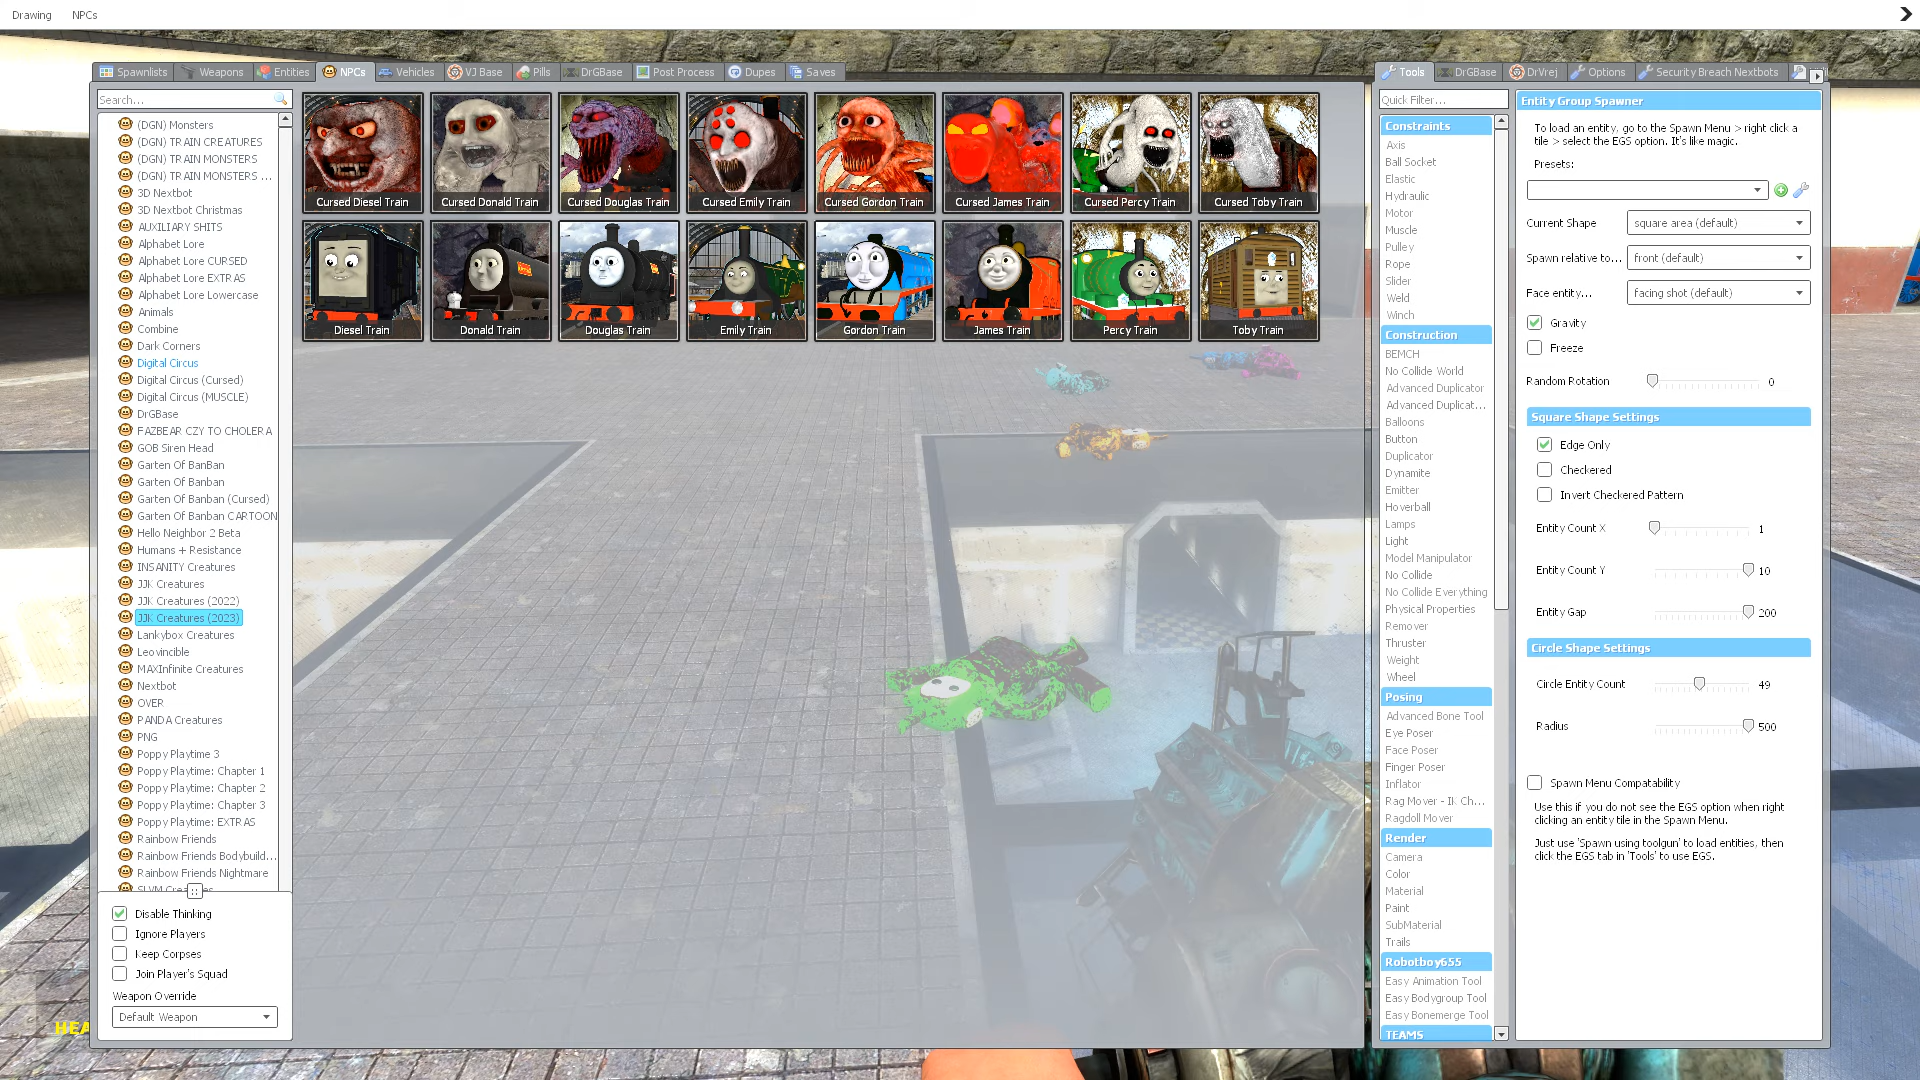 Drawing NPCs
Spawnlists Weapons Entities NPCs Vehicles VJ Base Pills DrGBase Post Process Dupes Saves
Search...
(DGN) Monsters
(DGN) TRAIN CREATURES
(DGN) TRAIN MONSTERS
(DGN) TRAIN MONSTERS ...
3D Nextbot
3D Nextbot Christmas
AUXILIARY SHITS
Alphabet Lore
Alphabet Lore CURSED
Alphabet Lore EXTRAS
Alphabet Lore Lowercase
Animals
Combine
Dark Corners
Digital Circus
Digital Circus (Cursed)
Digital Circus (MUSCLE)
DrGBase
FAZBEAR CZY TO CHOLERA
GOB Siren Head
Garten Of BanBan
Garten Of Banban
Garten Of Banban (Cursed)
Garten Of Banban CARTOON
Hello Neighbor 2 Beta
Humans + Resistance
INSANITY Creatures
JJK Creatures
JJK Creatures (2022)
JJK Creatures (2023)
Lankybox Creatures
Leovincible
MAXInfinite Creatures
Nextbot
OVER
PANDA Creatures
PNG
Poppy Playtime 3
Poppy Playtime: Chapter 1
Poppy Playtime: Chapter 2
Poppy Playtime: Chapter 3
Poppy Playtime: EXTRAS
Rainbow Friends
Rainbow Friends Bodybuild...
Rainbow Friends Nightmare
Disable Thinking
Ignore Players
Keep Corpses
Join Player's Squad
Weapon Override
Default Weapon
HEA
Cursed Diesel Train Cursed Donald Train Cursed Douglas Train Cursed Emily Train Cursed Gordon Train Cursed James Train Cursed Percy Train Cursed Toby Train
Diesel Train Donald Train Douglas Train Emily Train Gordon Train James Train Percy Train Toby Train
Tools DrGBase DrVrej Options Security Breach Nextbots
Quick Filter...
Constraints
Axis
Ball Socket
Elastic
Hydraulic
Motor
Muscle
Pulley
Rope
Slider
Weld
Winch
Construction
BEMCH
No Collide World
Advanced Duplicator
Advanced Duplicat...
Balloons
Button
Duplicator
Dynamite
Emitter
Hoverball
Lamps
Light
Model Manipulator
No Collide
No Collide Everything
Physical Properties
Remover
Thruster
Weight
Wheel
Posing
Advanced Bone Tool
Eye Poser
Face Poser
Finger Poser
Inflator
Rag Mover - IK Ch...
Ragdoll Mover
Render
Camera
Color
Material
Paint
SubMaterial
Trails
Robotboy655
Easy Animation Tool
Easy Bodygroup Tool
Easy Bonemerge Tool
TEAMS
Entity Group Spawner
To load an entity, go to the Spawn Menu > right click a
tile > select the EGS option. It's like magic.
Presets:
Current Shape square area (default)
Spawn relative to... front (default)
Face entity... facing shot (default)
Gravity
Freeze
Random Rotation 0
Square Shape Settings
Edge Only
Checkered
Invert Checkered Pattern
Entity Count X 1
Entity Count Y 10
Entity Gap 200
Circle Shape Settings
Circle Entity Count 49
Radius 500
Spawn Menu Compatability
Use this if you do not see the EGS option when right
clicking an entity tile in the Spawn Menu.
Just use 'Spawn using toolgun' to load entities, then
click the EGS tab in 'Tools' to use EGS.